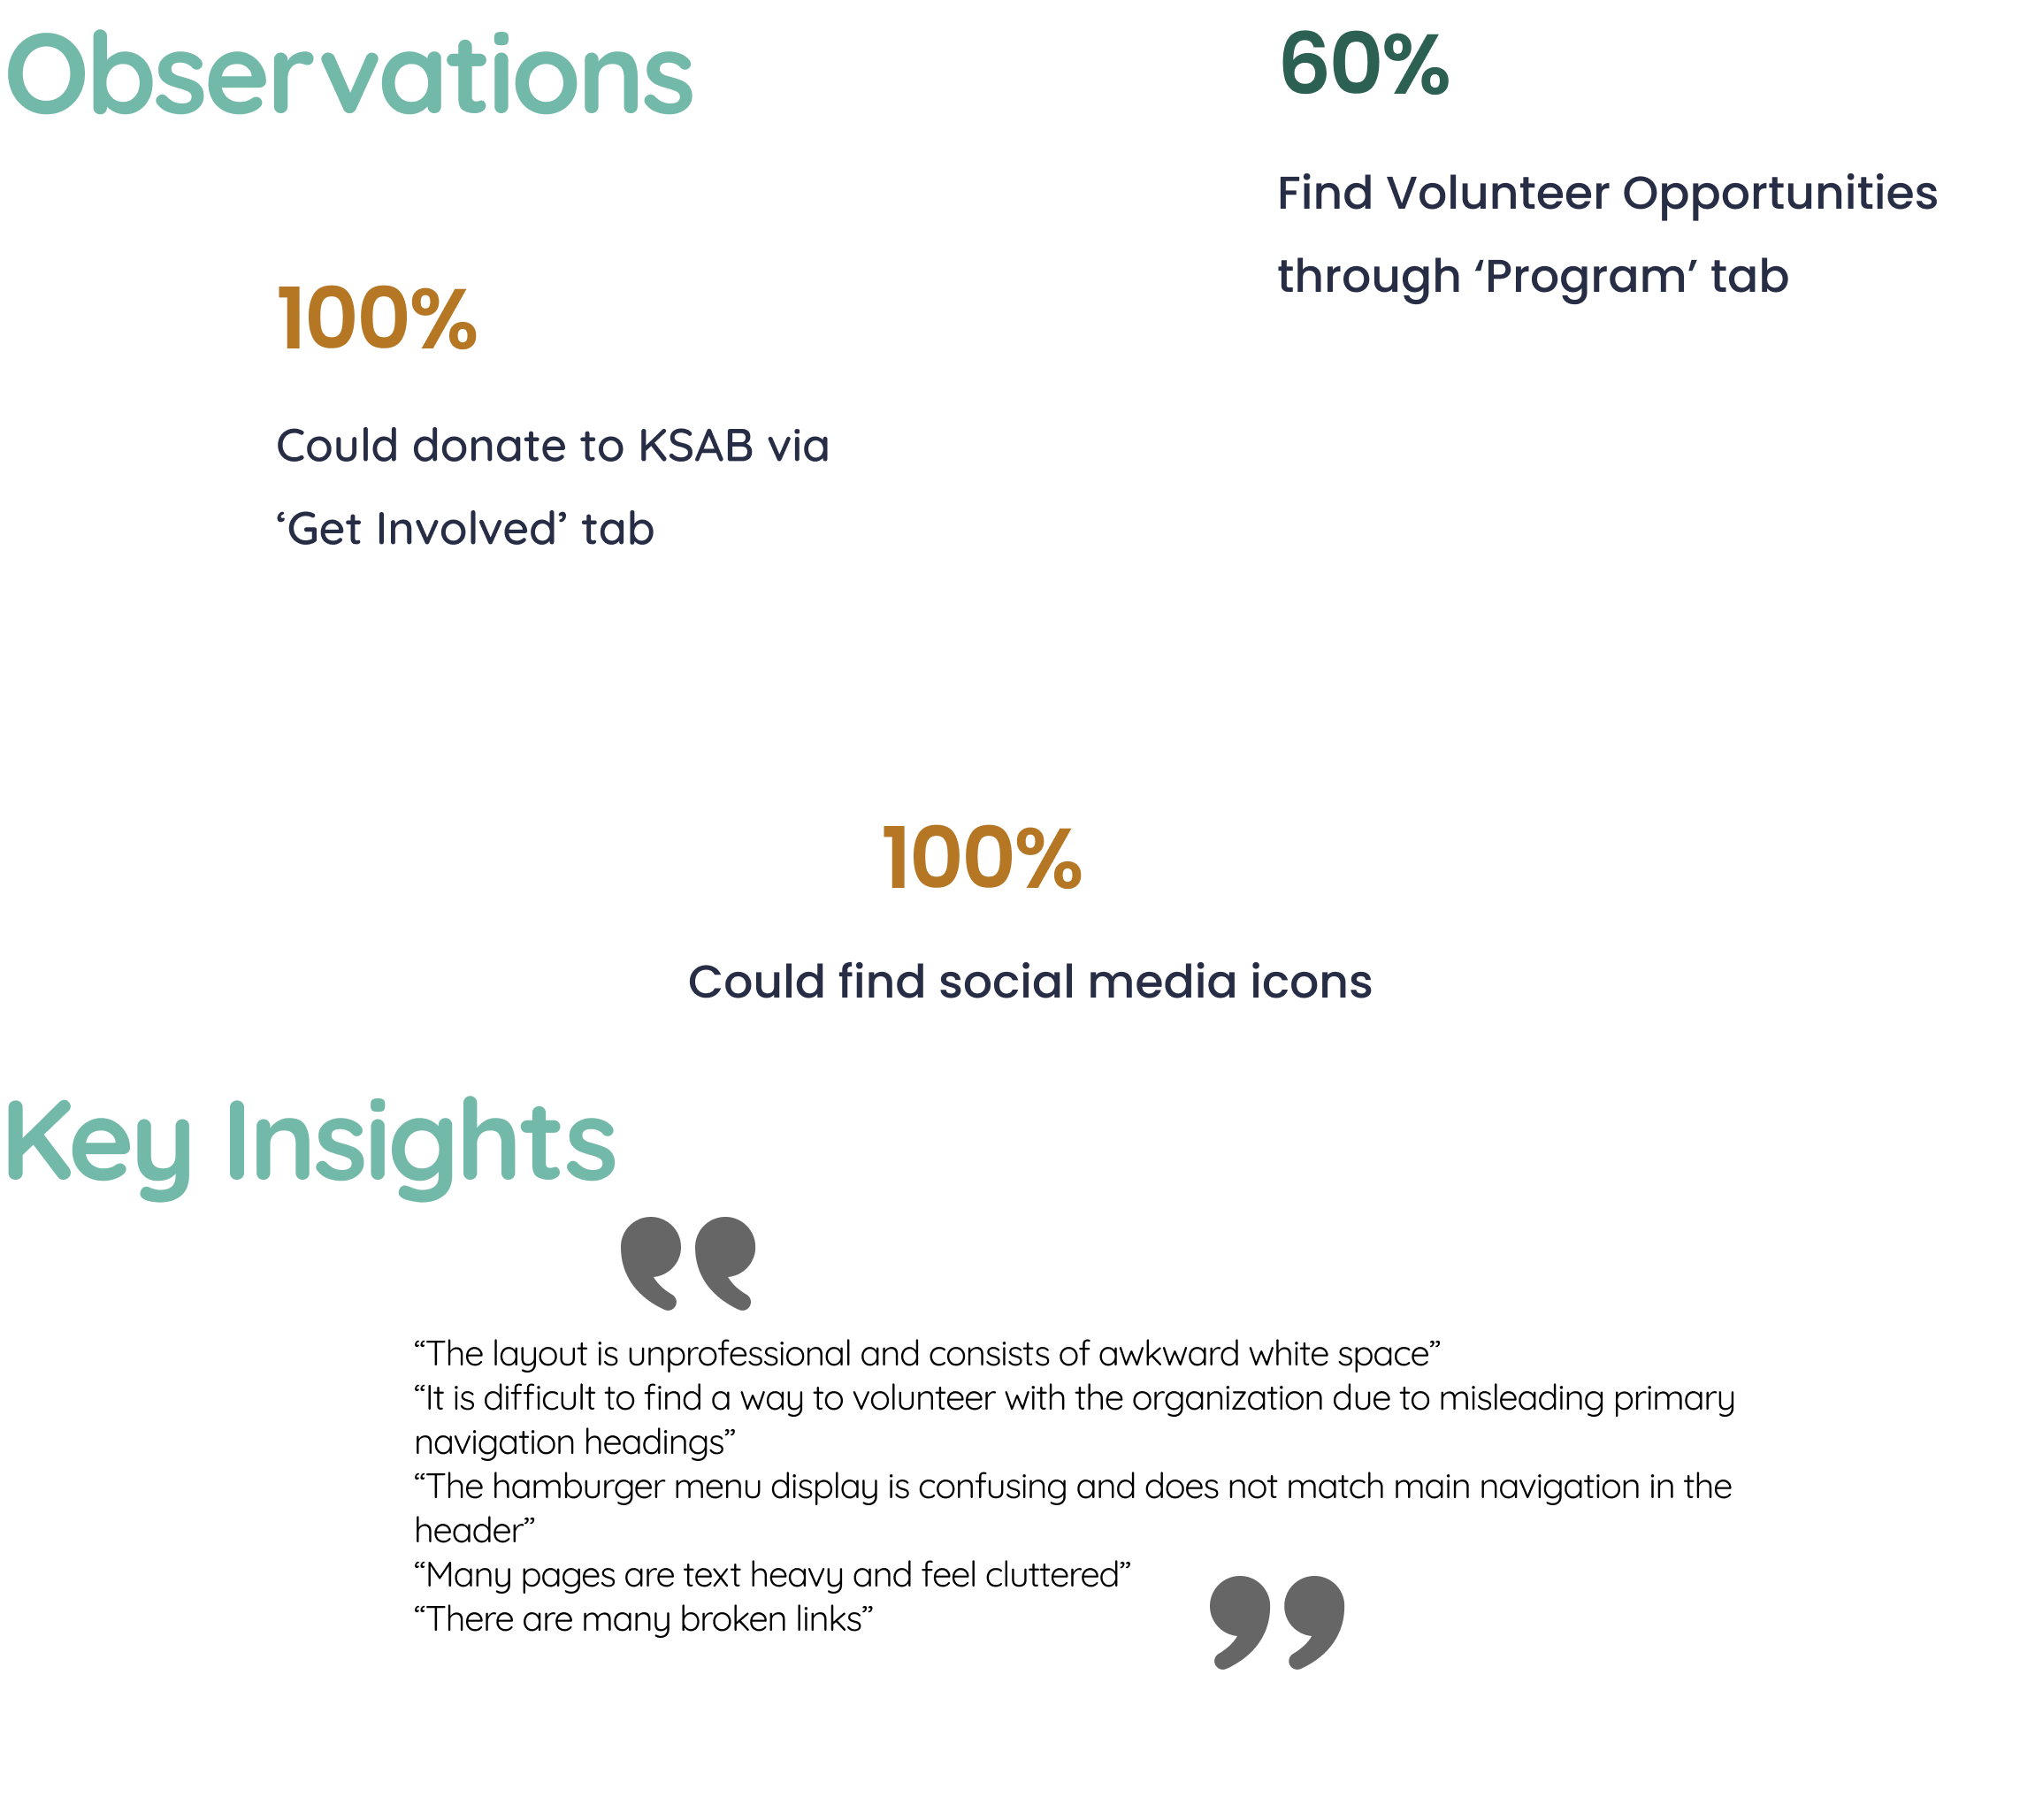 Observations
60%
Find Volunteer Opportunities
through ‘Program’ tab
100%
Could donate to KSAB via
‘Get Involved’ tab
100%
Could find social media icons
Key Insights
“The layout is unprofessional and consists of awkward white space”
“It is difficult to find a way to volunteer with the organization due to misleading primary
navigation headings”
“The hamburger menu display is confusing and does not match main navigation in the
header”
“Many pages are text heavy and feel cluttered”
“There are many broken links”